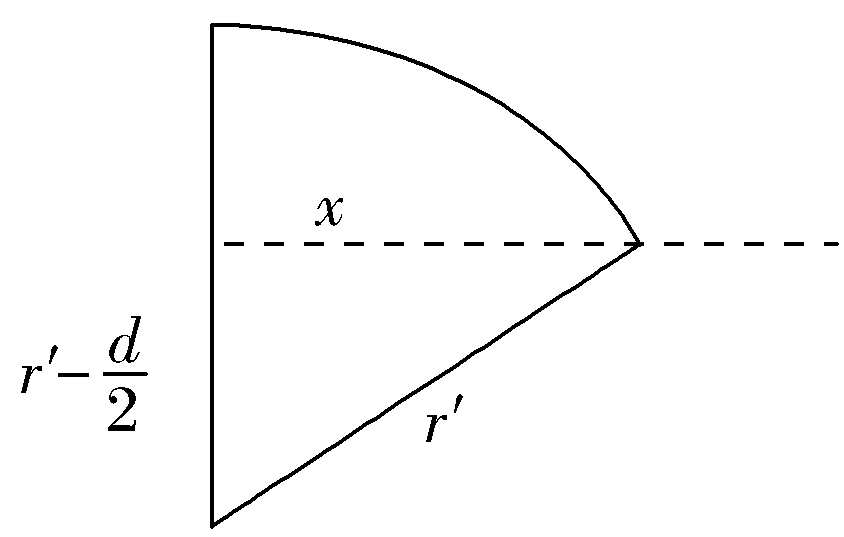 x
r′ − d/2
r′